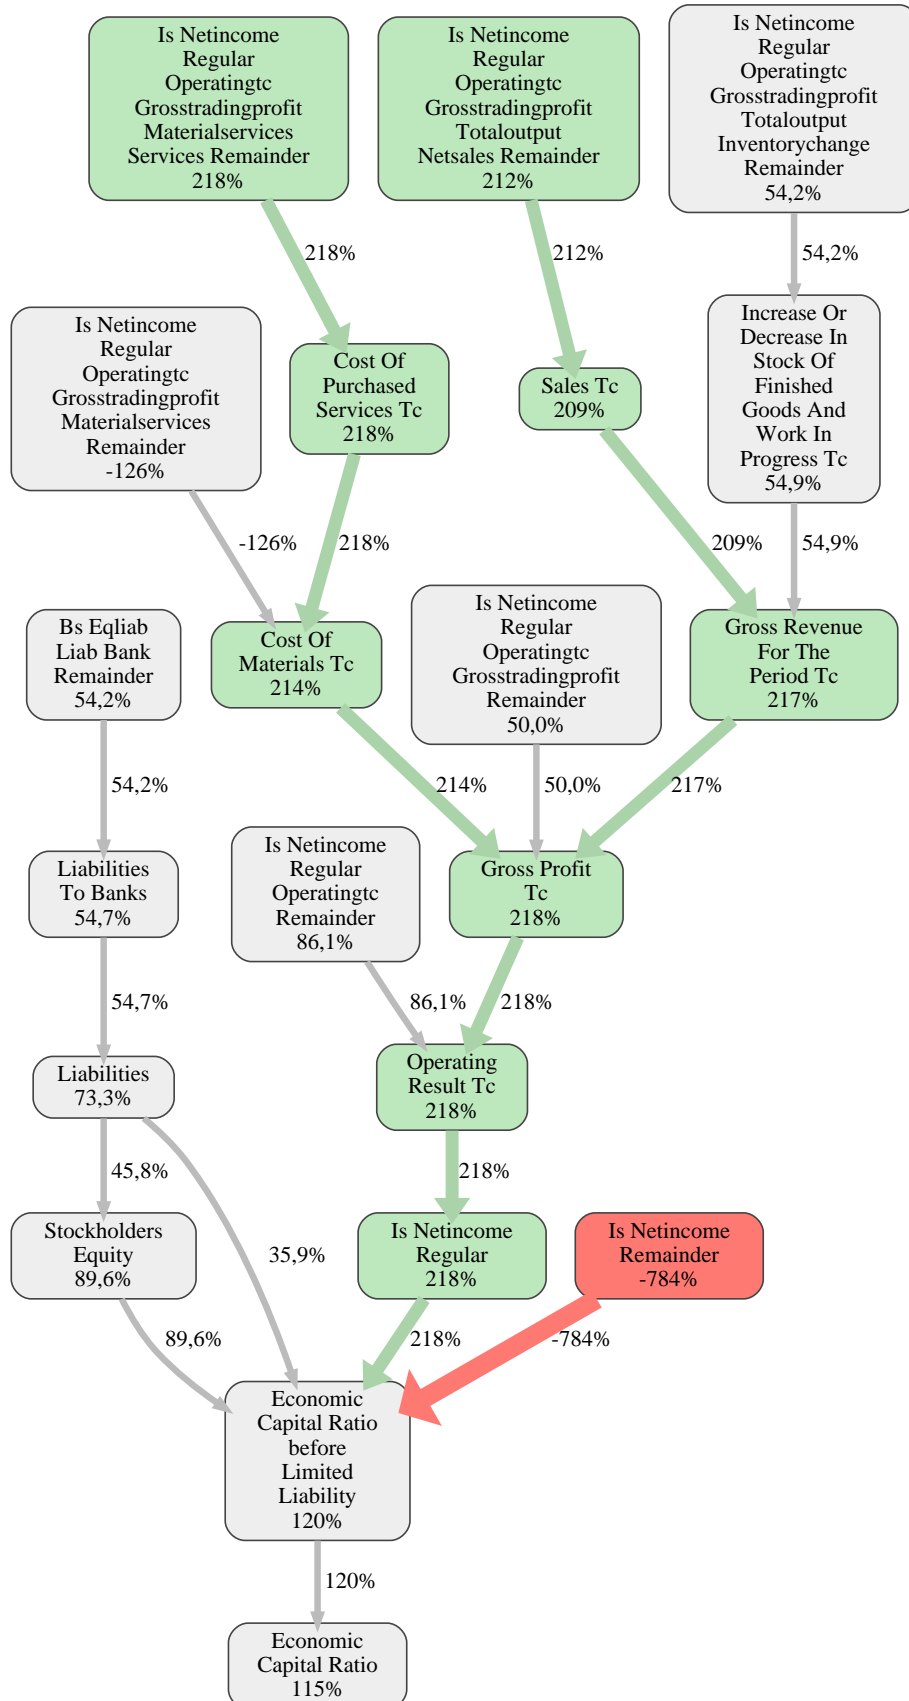 Is Netincome
Regular
Operatingtc
Grosstradingprofit
Materialservices
Services Remainder
218%
Is Netincome
Regular
Operatingtc
Grosstradingprofit
Totaloutput
Netsales Remainder
212%
Is Netincome
Regular
Operatingtc
Grosstradingprofit
Totaloutput
Inventorychange
Remainder
54,2%
218%
212%
54,2%
Is Netincome
Regular
Operatingtc
Grosstradingprofit
Materialservices
Remainder
-126%
Cost Of
Purchased
Services Tc
218%
Sales Tc
209%
Increase Or
Decrease In
Stock Of
Finished
Goods And
Work In
Progress Tc
54,9%
-126%
218%
209%
54,9%
Bs Eqliab
Liab Bank
Remainder
54,2%
Cost Of
Materials Tc
214%
Is Netincome
Regular
Operatingtc
Grosstradingprofit
Remainder
50,0%
Gross Revenue
For The
Period Tc
217%
54,2%
214%
50,0%
217%
Liabilities
To Banks
54,7%
Is Netincome
Regular
Operatingtc
Remainder
86,1%
Gross Profit
Tc
218%
54,7%
86,1%
218%
Liabilities
73,3%
Operating
Result Tc
218%
45,8%
218%
Stockholders
Equity
89,6%
35,9%
Is Netincome
Regular
218%
Is Netincome
Remainder
-784%
89,6%
218%
-784%
Economic
Capital Ratio
before
Limited
Liability
120%
120%
Economic
Capital Ratio
115%